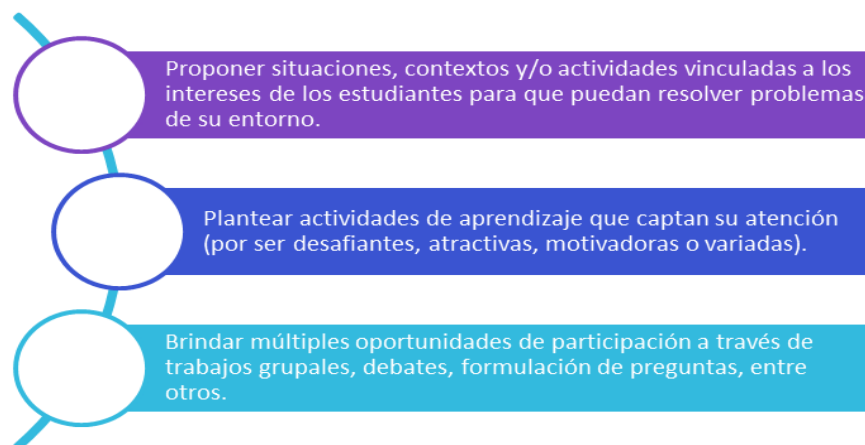 Proponer situaciones, contextos y/o actividades vinculadas a los
intereses de los estudiantes para que puedan resolver problemas
de su entorno.
Plantear actividades de aprendizaje que captan su atención
(por ser desafiantes, atractivas, motivadoras o variadas).
Brindar múltiples oportunidades de participación a través de
trabajos grupales, debates, formulación de preguntas, entre
otros.